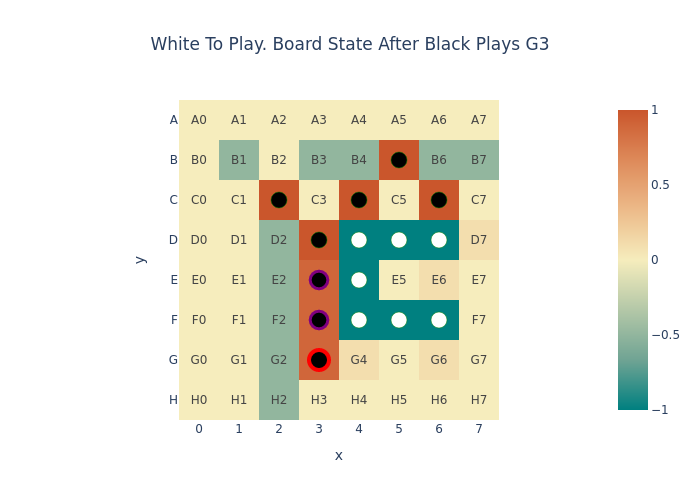 White To Play. Board State After Black Plays G3
A A0 A1 A2 A3 A4 A5 A6 A7
B B0 B1 B2 B3 B4 B6 B7
C C0 C1 C3 C5 C7
D D0 D1 D2 D7
E E0 E1 E2 E5 E6 E7
F F0 F1 F2 F7
G G0 G1 G2 G4 G5 G6 G7
H H0 H1 H2 H3 H4 H5 H6 H7
0 1 2 3 4 5 6 7
x
y
1
0.5
0
−0.5
−1